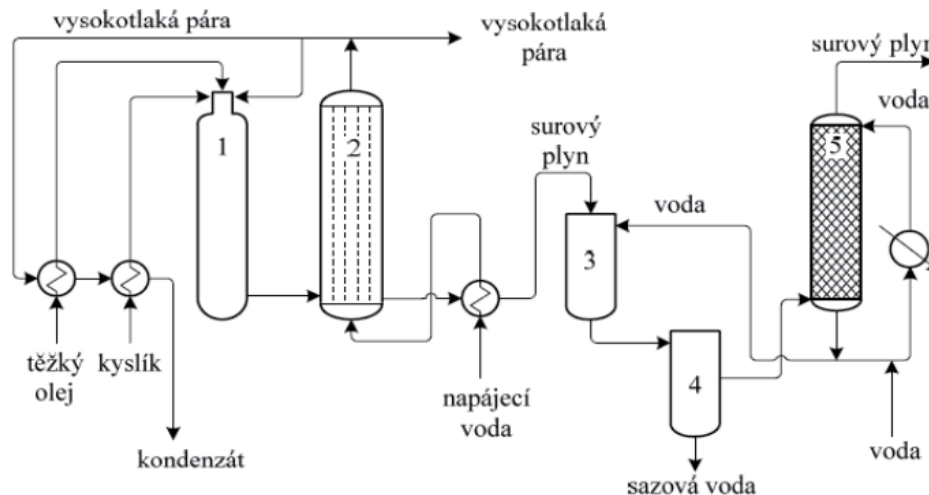 vysokotlaká pára
vysokotlaká
pára
surový plyn
voda
1
2
surový
plyn
5
voda
3
těžký
olej
kyslík
4
napájecí
voda
voda
kondenzát
sazová voda